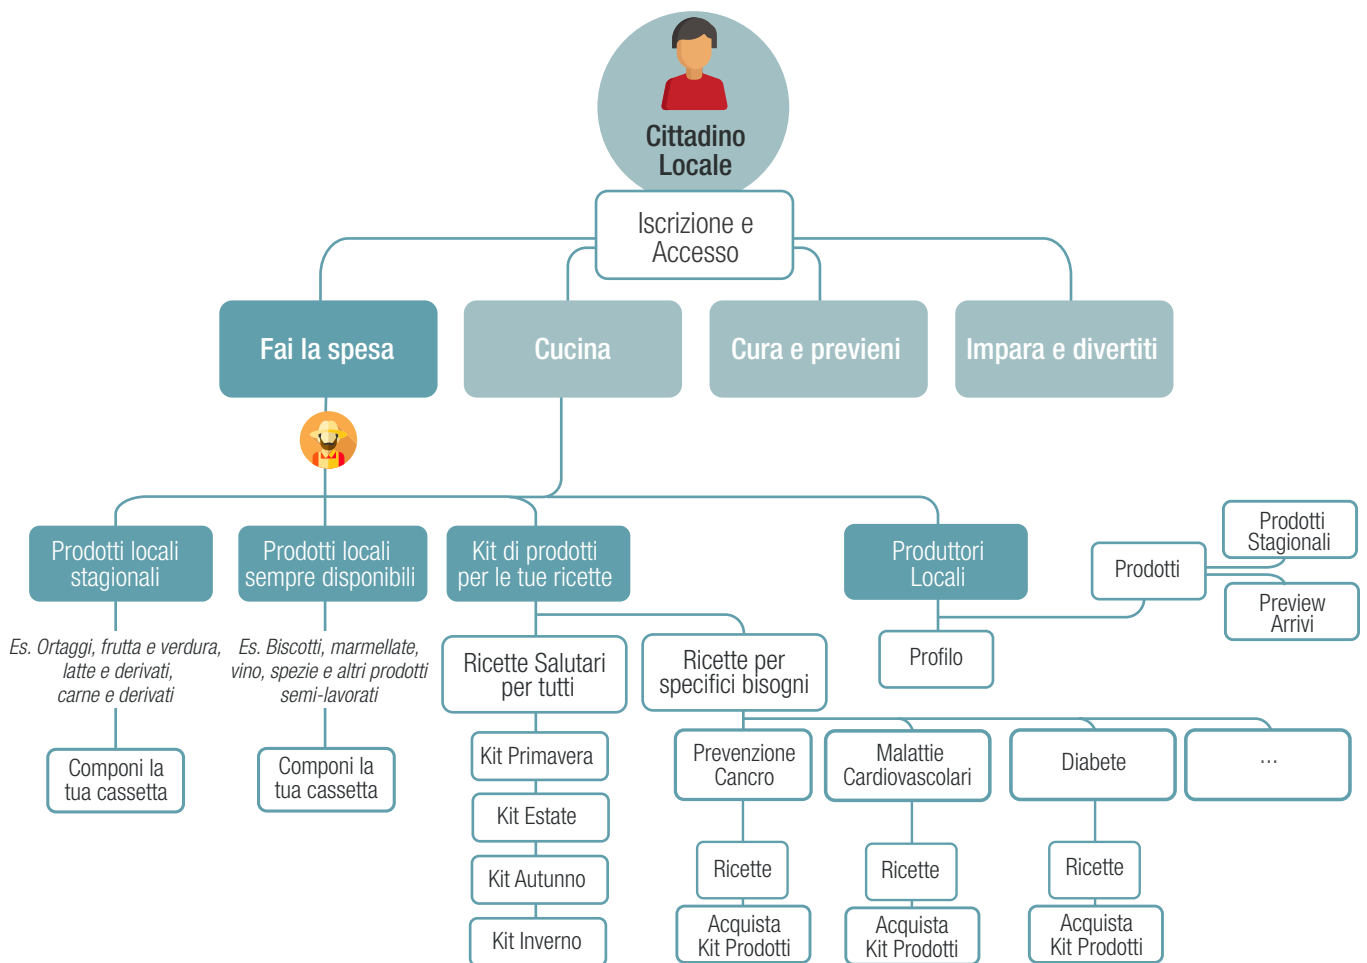 Cittadino
Locale
Iscrizione e
Accesso
Fai la spesa
Cucina
Cura e previeni
Impara e divertiti
Prodotti locali
stagionali
Prodotti locali
sempre disponibili
Kit di prodotti
per le tue ricette
Produttori
Locali
Prodotti
Prodotti
Stagionali
Preview
Arrivi
Profilo
Es. Ortaggi, frutta e verdura,
latte e derivati,
carne e derivati
Es. Biscotti, marmellate,
vino, spezie e altri prodotti
semi-lavorati
Componi la
tua cassetta
Componi la
tua cassetta
Ricette Salutari
per tutti
Ricette per
specifici bisogni
Kit Primavera
Kit Estate
Kit Autunno
Kit Inverno
Prevenzione
Cancro
Malattie
Cardiovascolari
Diabete
...
Ricette
Ricette
Ricette
Acquista
Kit Prodotti
Acquista
Kit Prodotti
Acquista
Kit Prodotti